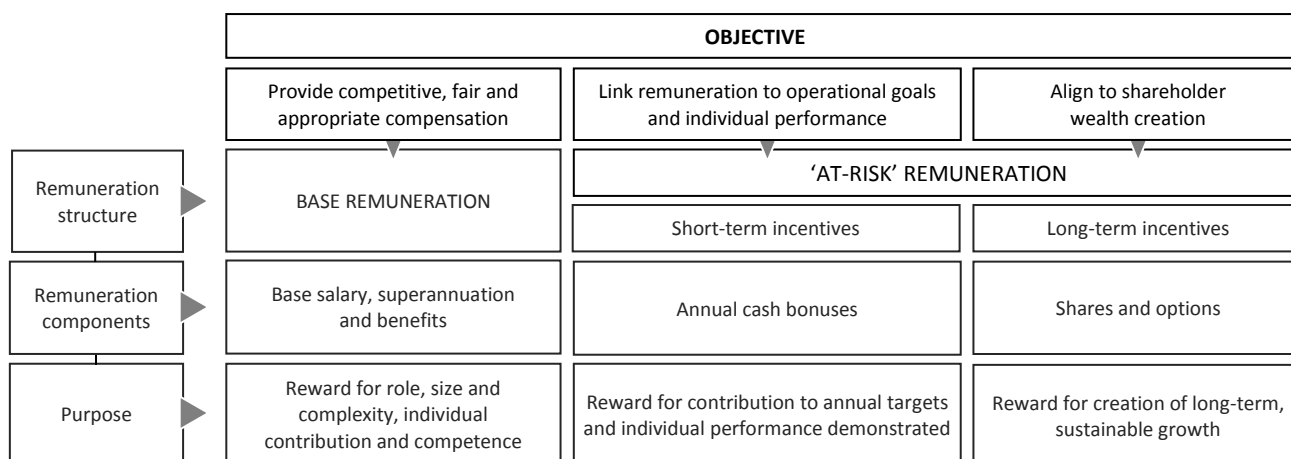 OBJECTIVE
Provide competitive, fair and
appropriate compensation
Link remuneration to operational goals
and individual performance
Align to shareholder
wealth creation
Remuneration
structure
BASE REMUNERATION
‘AT-RISK’ REMUNERATION
Short-term incentives
Long-term incentives
Remuneration
components
Base salary, superannuation
and benefits
Annual cash bonuses
Shares and options
Purpose
Reward for role, size and
complexity, individual
contribution and competence
Reward for contribution to annual targets
and individual performance demonstrated
Reward for creation of long-term,
sustainable growth